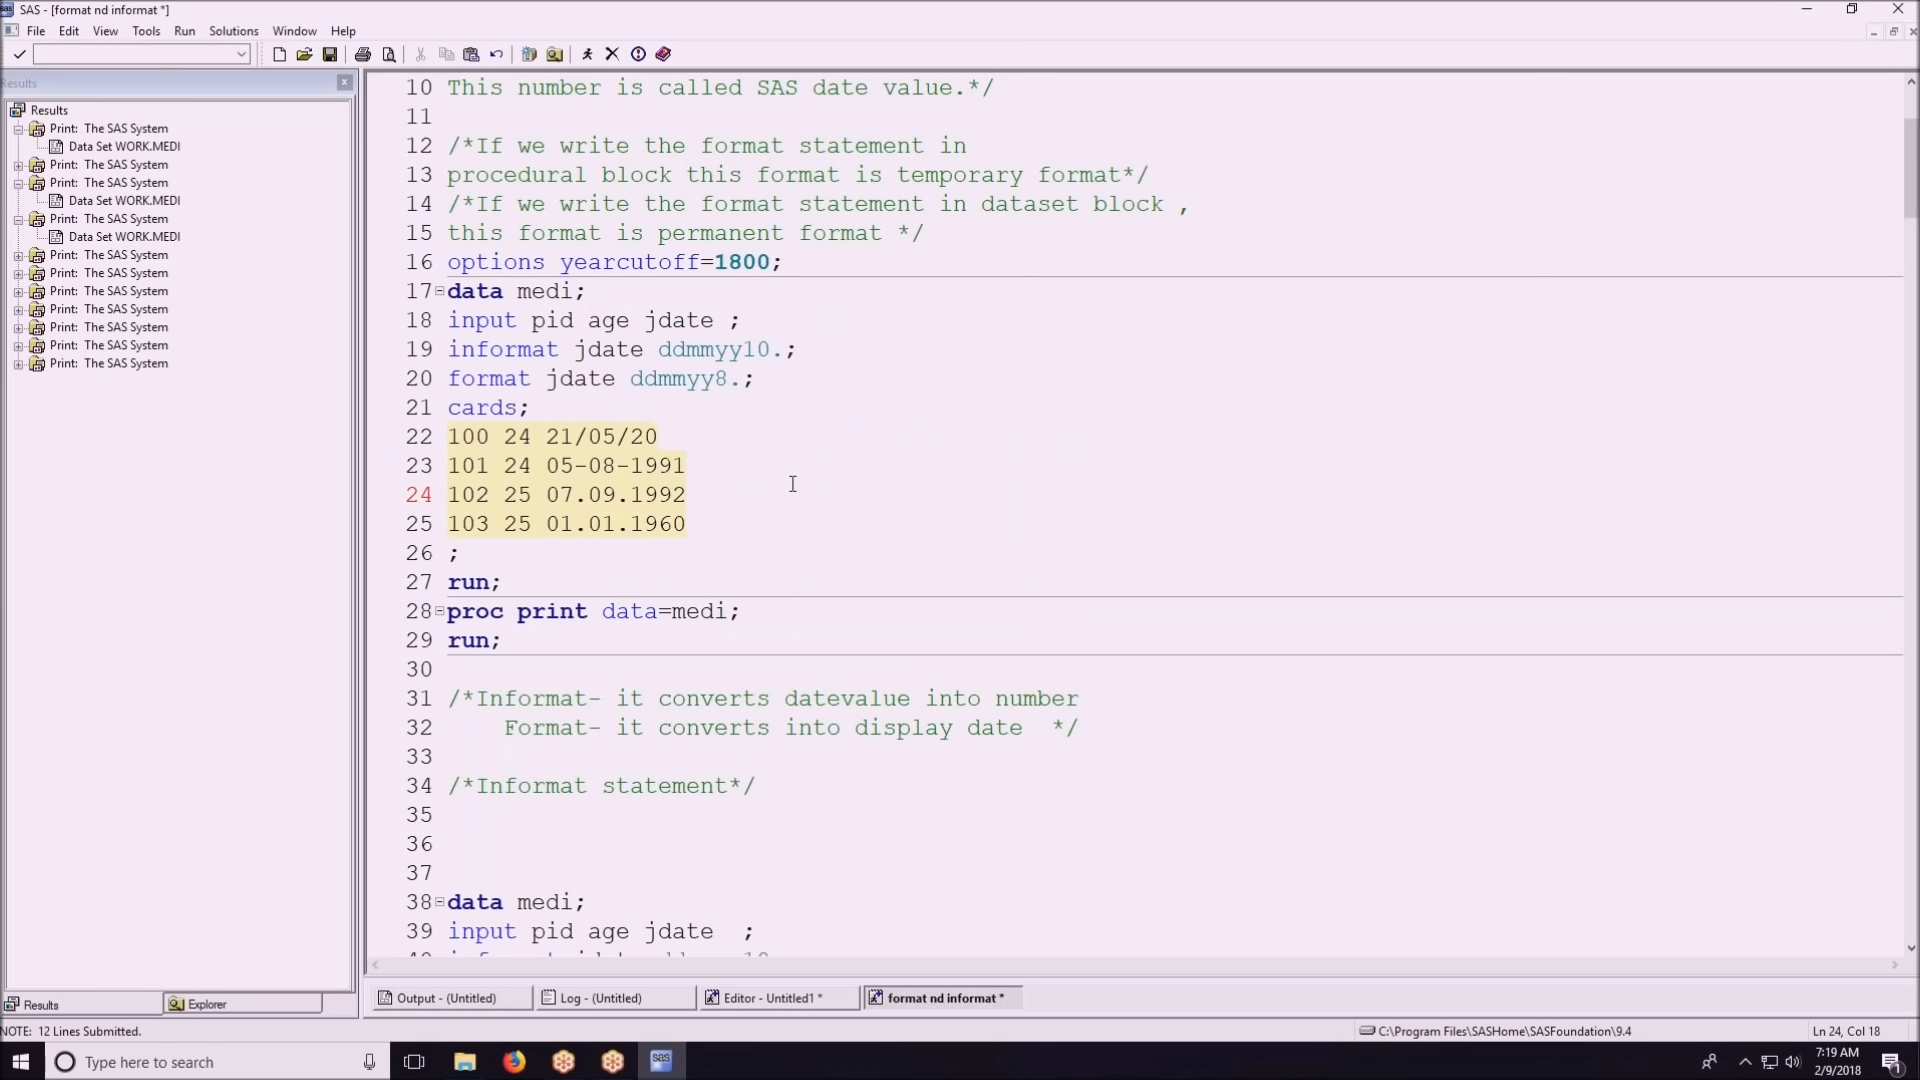 SAS - [format nd informat *]
File Edit View Tools Run Solutions Window Help
Results
Results
Print: The SAS System
Data Set WORK.MEDI
Print: The SAS System
Print: The SAS System
Data Set WORK.MEDI
Print: The SAS System
Data Set WORK.MEDI
Print: The SAS System
Print: The SAS System
Print: The SAS System
Print: The SAS System
Print: The SAS System
Print: The SAS System
Print: The SAS System
10 This number is called SAS date value.*/
11
12 /*If we write the format statement in
13 procedural block this format is temporary format*/
14 /*If we write the format statement in dataset block ,
15 this format is permanent format */
16 options yearcutoff=1800;
17 data medi;
18 input pid age jdate ;
19 informat jdate ddmmyy10.;
20 format jdate ddmmyy8.;
21 cards;
22 100 24 21/05/20
23 101 24 05-08-1991
24 102 25 07.09.1992
25 103 25 01.01.1960
26 ;
27 run;
28 proc print data=medi;
29 run;
30
31 /*Informat- it converts datevalue into number
32 Format- it converts into display date */
33
34 /*Informat statement*/
35
36
37
38 data medi;
39 input pid age jdate ;
Results Explorer
Output - (Untitled) Log - (Untitled) Editor - Untitled1 * format nd informat *
NOTE: 12 Lines Submitted.
C:\Program Files\SASHome\SASFoundation\9.4
Ln 24, Col 18
Type here to search
sas
7:19 AM
2/9/2018
1